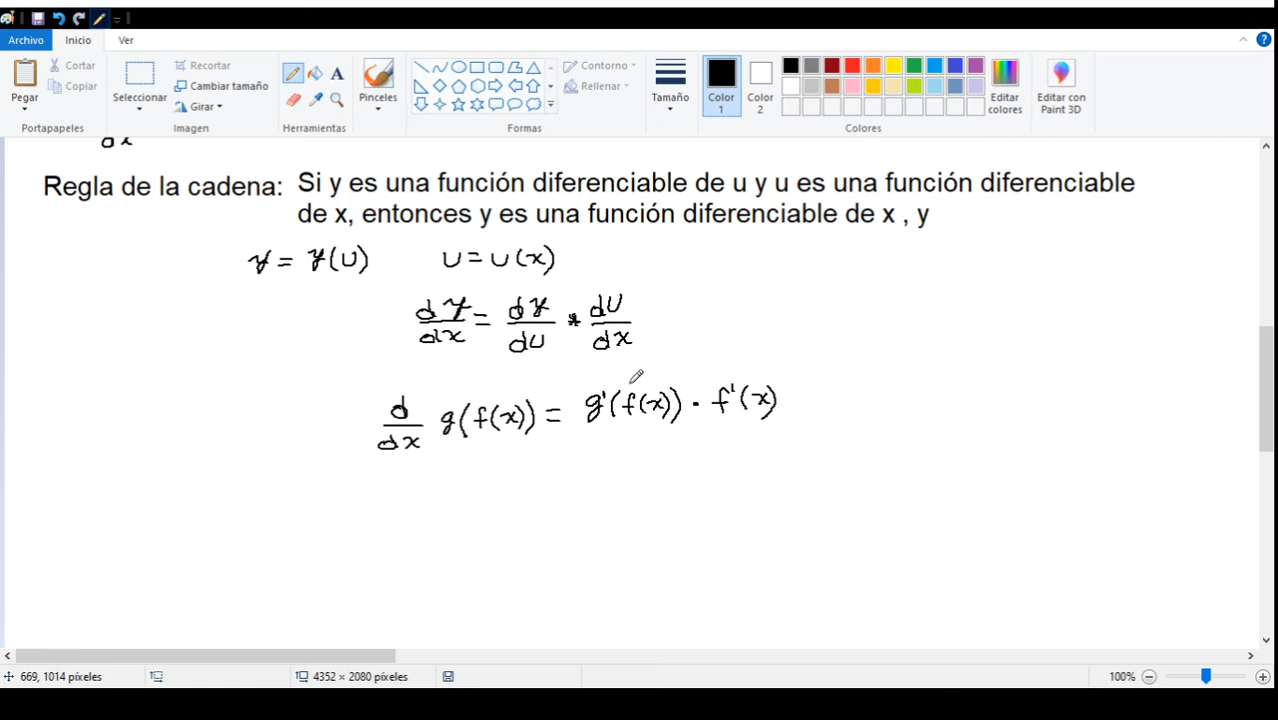 Archivo Inicio Ver
Pegar Cortar Copiar Portapapeles
Seleccionar Recortar Cambiar tamaño Girar Imagen
A Herramientas
Pinceles
Contorno Rellenar Formas
Tamaño
Color 1 Color 2 Editar colores Editar con Paint 3D Colores
dx
Regla de la cadena: Si y es una función diferenciable de u y u es una función diferenciable
de x, entonces y es una función diferenciable de x , y
y = y(u) u = u(x)
dy/dx = dy/du * du/dx
d/dx g(f(x)) = g'(f(x)) · f'(x)
669, 1014 píxeles 4352 × 2080 píxeles 100%